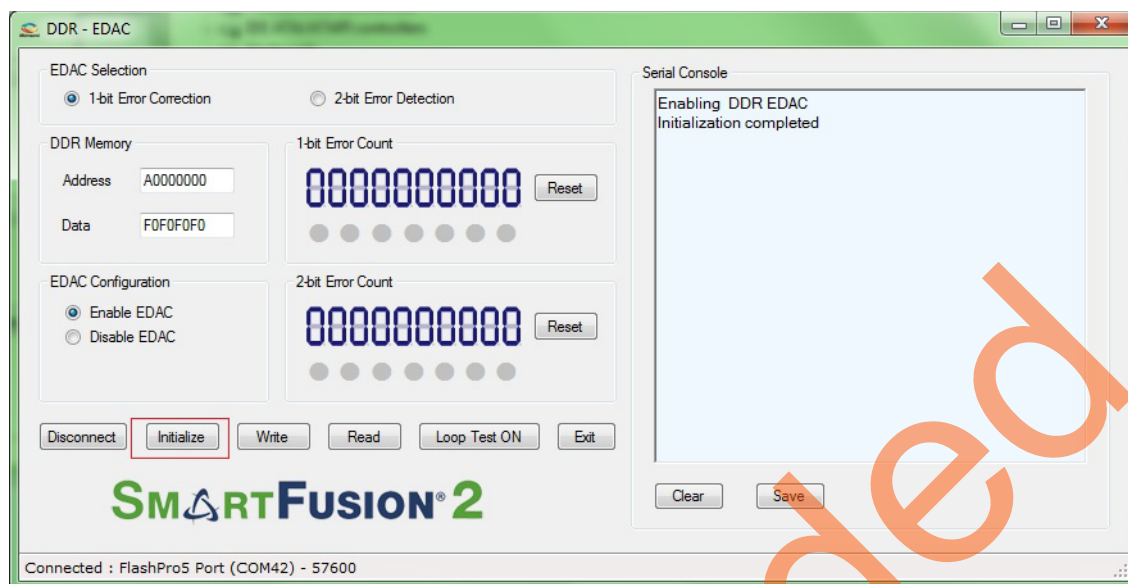 DDR - EDAC
EDAC Selection
1-bit Error Correction
2-bit Error Detection
DDR Memory
Address A0000000
Data F0F0F0F0
1-bit Error Count
0000000000
Reset
EDAC Configuration
Enable EDAC
Disable EDAC
2-bit Error Count
0000000000
Reset
Disconnect Initialize Write Read Loop Test ON Exit
SMARTFUSION® 2
Serial Console
Enabling DDR EDAC
Initialization completed
Clear Save
Connected : FlashPro5 Port (COM42) - 57600
ded